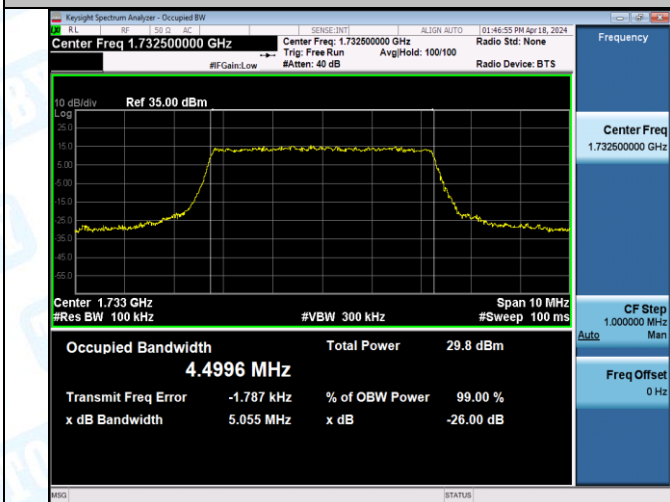 Keysight Spectrum Analyzer - Occupied BW
RL RF 50 Ω AC SENSE:INT ALIGN AUTO 01:46:55 PM Apr 18, 2024
Center Freq 1.732500000 GHz
Center Freq: 1.732500000 GHz
Radio Std: None
Trig: Free Run Avg|Hold: 100/100
#IFGain:Low #Atten: 40 dB
Radio Device: BTS
Frequency
10 dB/div Ref 35.00 dBm
Log
25.0
15.0
5.00
-5.00
-15.0
-25.0
-35.0
-45.0
-55.0
Center 1.733 GHz Span 10 MHz
#Res BW 100 kHz #VBW 300 kHz #Sweep 100 ms
Occupied Bandwidth Total Power 29.8 dBm
4.4996 MHz
Transmit Freq Error -1.787 kHz % of OBW Power 99.00 %
x dB Bandwidth 5.055 MHz x dB -26.00 dB
Center Freq
1.732500000 GHz
CF Step
1.000000 MHz
Auto Man
Freq Offset
0 Hz
MSG STATUS